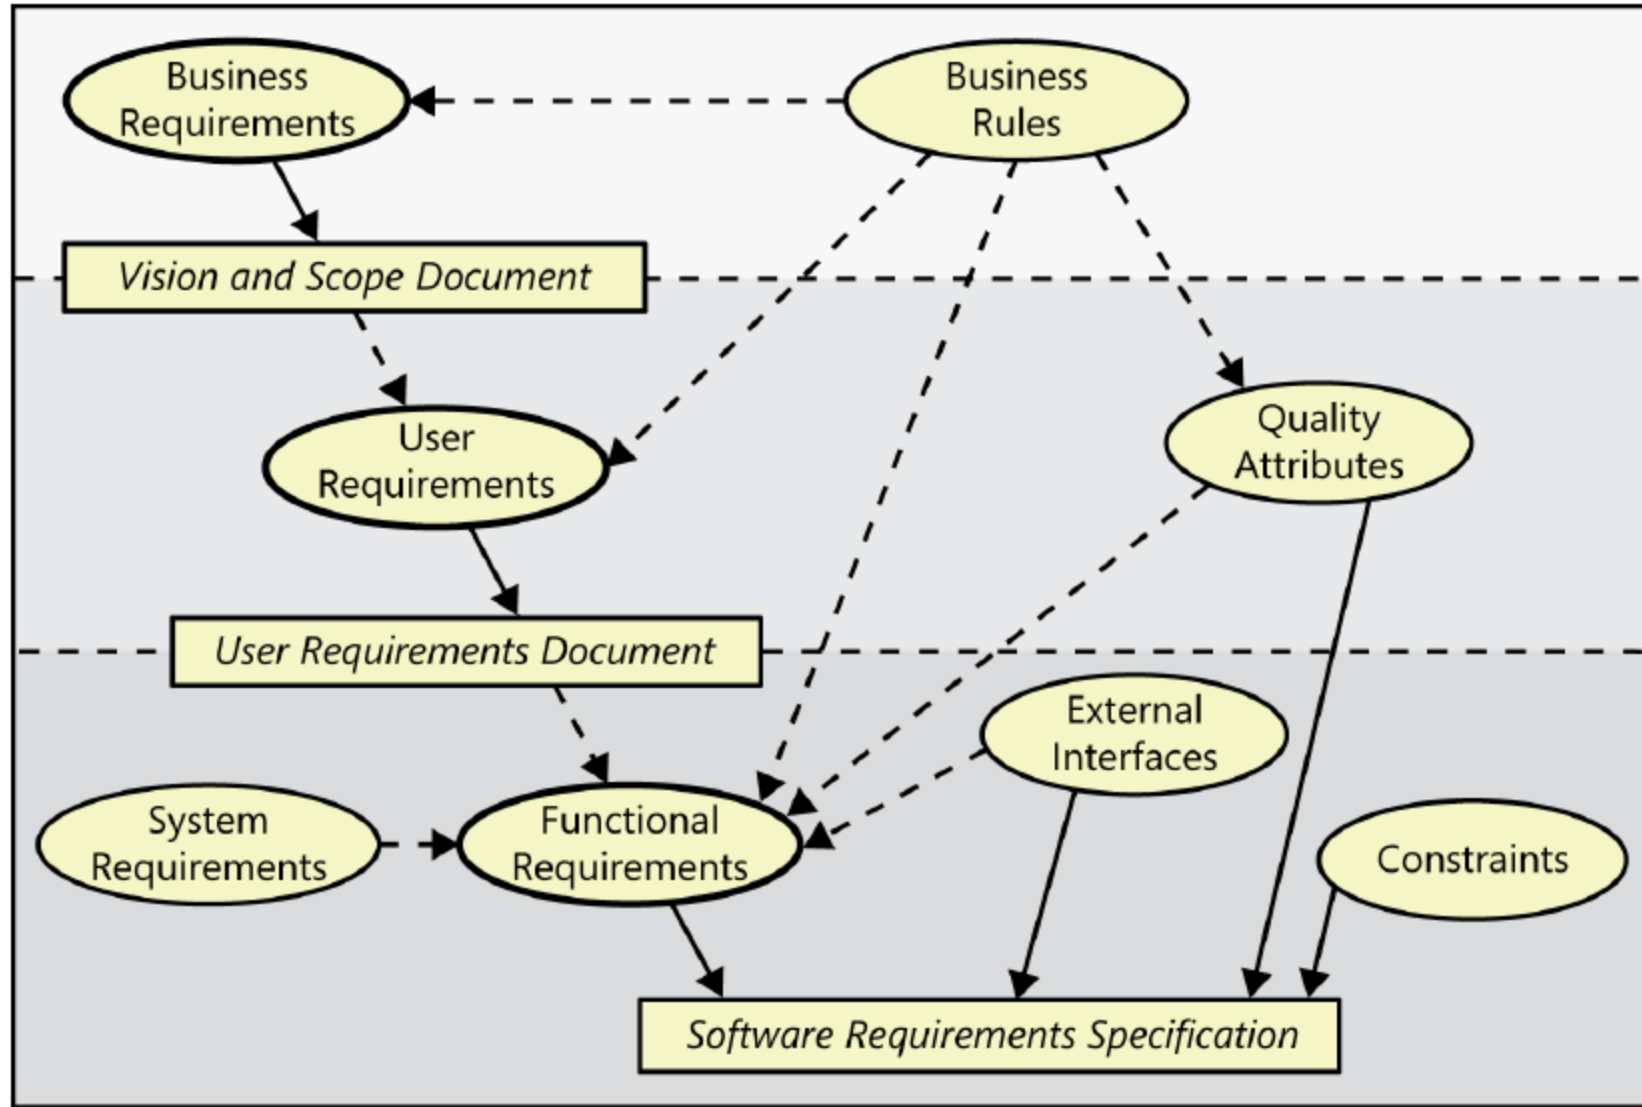 Business
Requirements
Business
Rules
Vision and Scope Document
User
Requirements
Quality
Attributes
User Requirements Document
External
Interfaces
System
Requirements
Functional
Requirements
Constraints
Software Requirements Specification